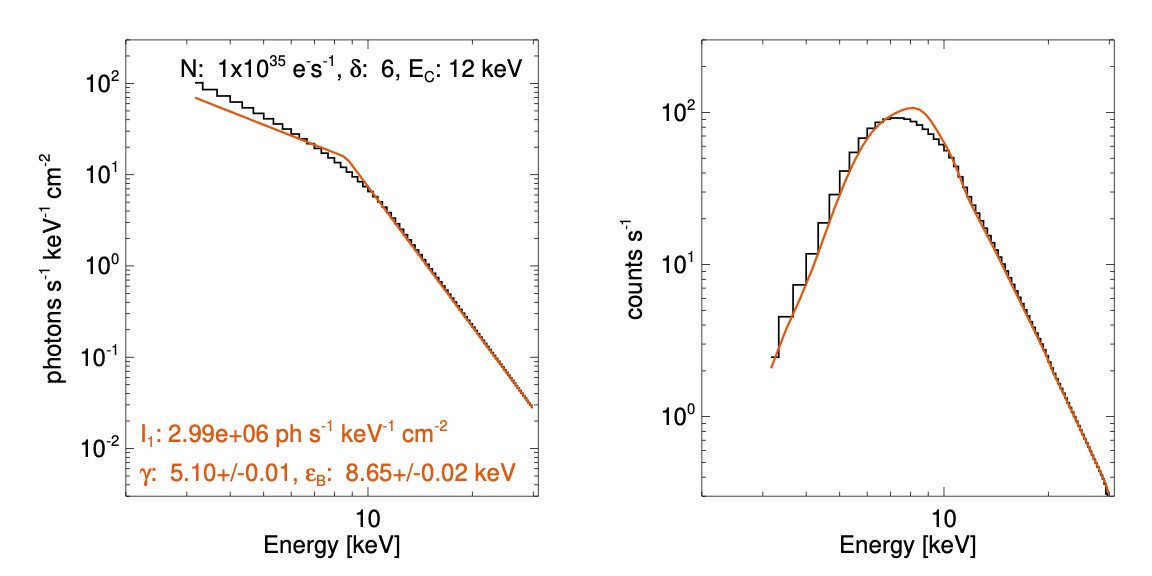 N: 1x10³⁵ e⁻s⁻¹, δ: 6, E_C: 12 keV
photons s⁻¹ keV⁻¹ cm⁻²
10²
10¹
10⁰
10⁻¹
10⁻²
I₁: 2.99e+06 ph s⁻¹ keV⁻¹ cm⁻²
γ: 5.10+/-0.01, ε_B: 8.65+/-0.02 keV
10
Energy [keV]
counts s⁻¹
10²
10¹
10⁰
10
Energy [keV]